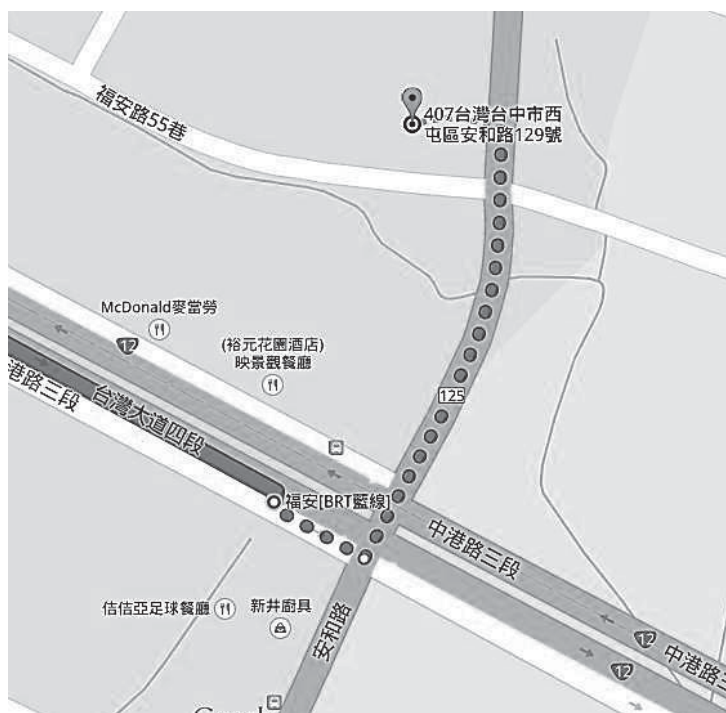 福安路55巷
407台灣台中市西
屯區安和路129號
McDonald麥當勞
12
(裕元花園酒店)
映景觀餐廳
125
港路三段
台灣大道四段
福安[BRT藍線]
中港路三段
佶佶亞足球餐廳
新井廚具
安和路
12
12
中港路三